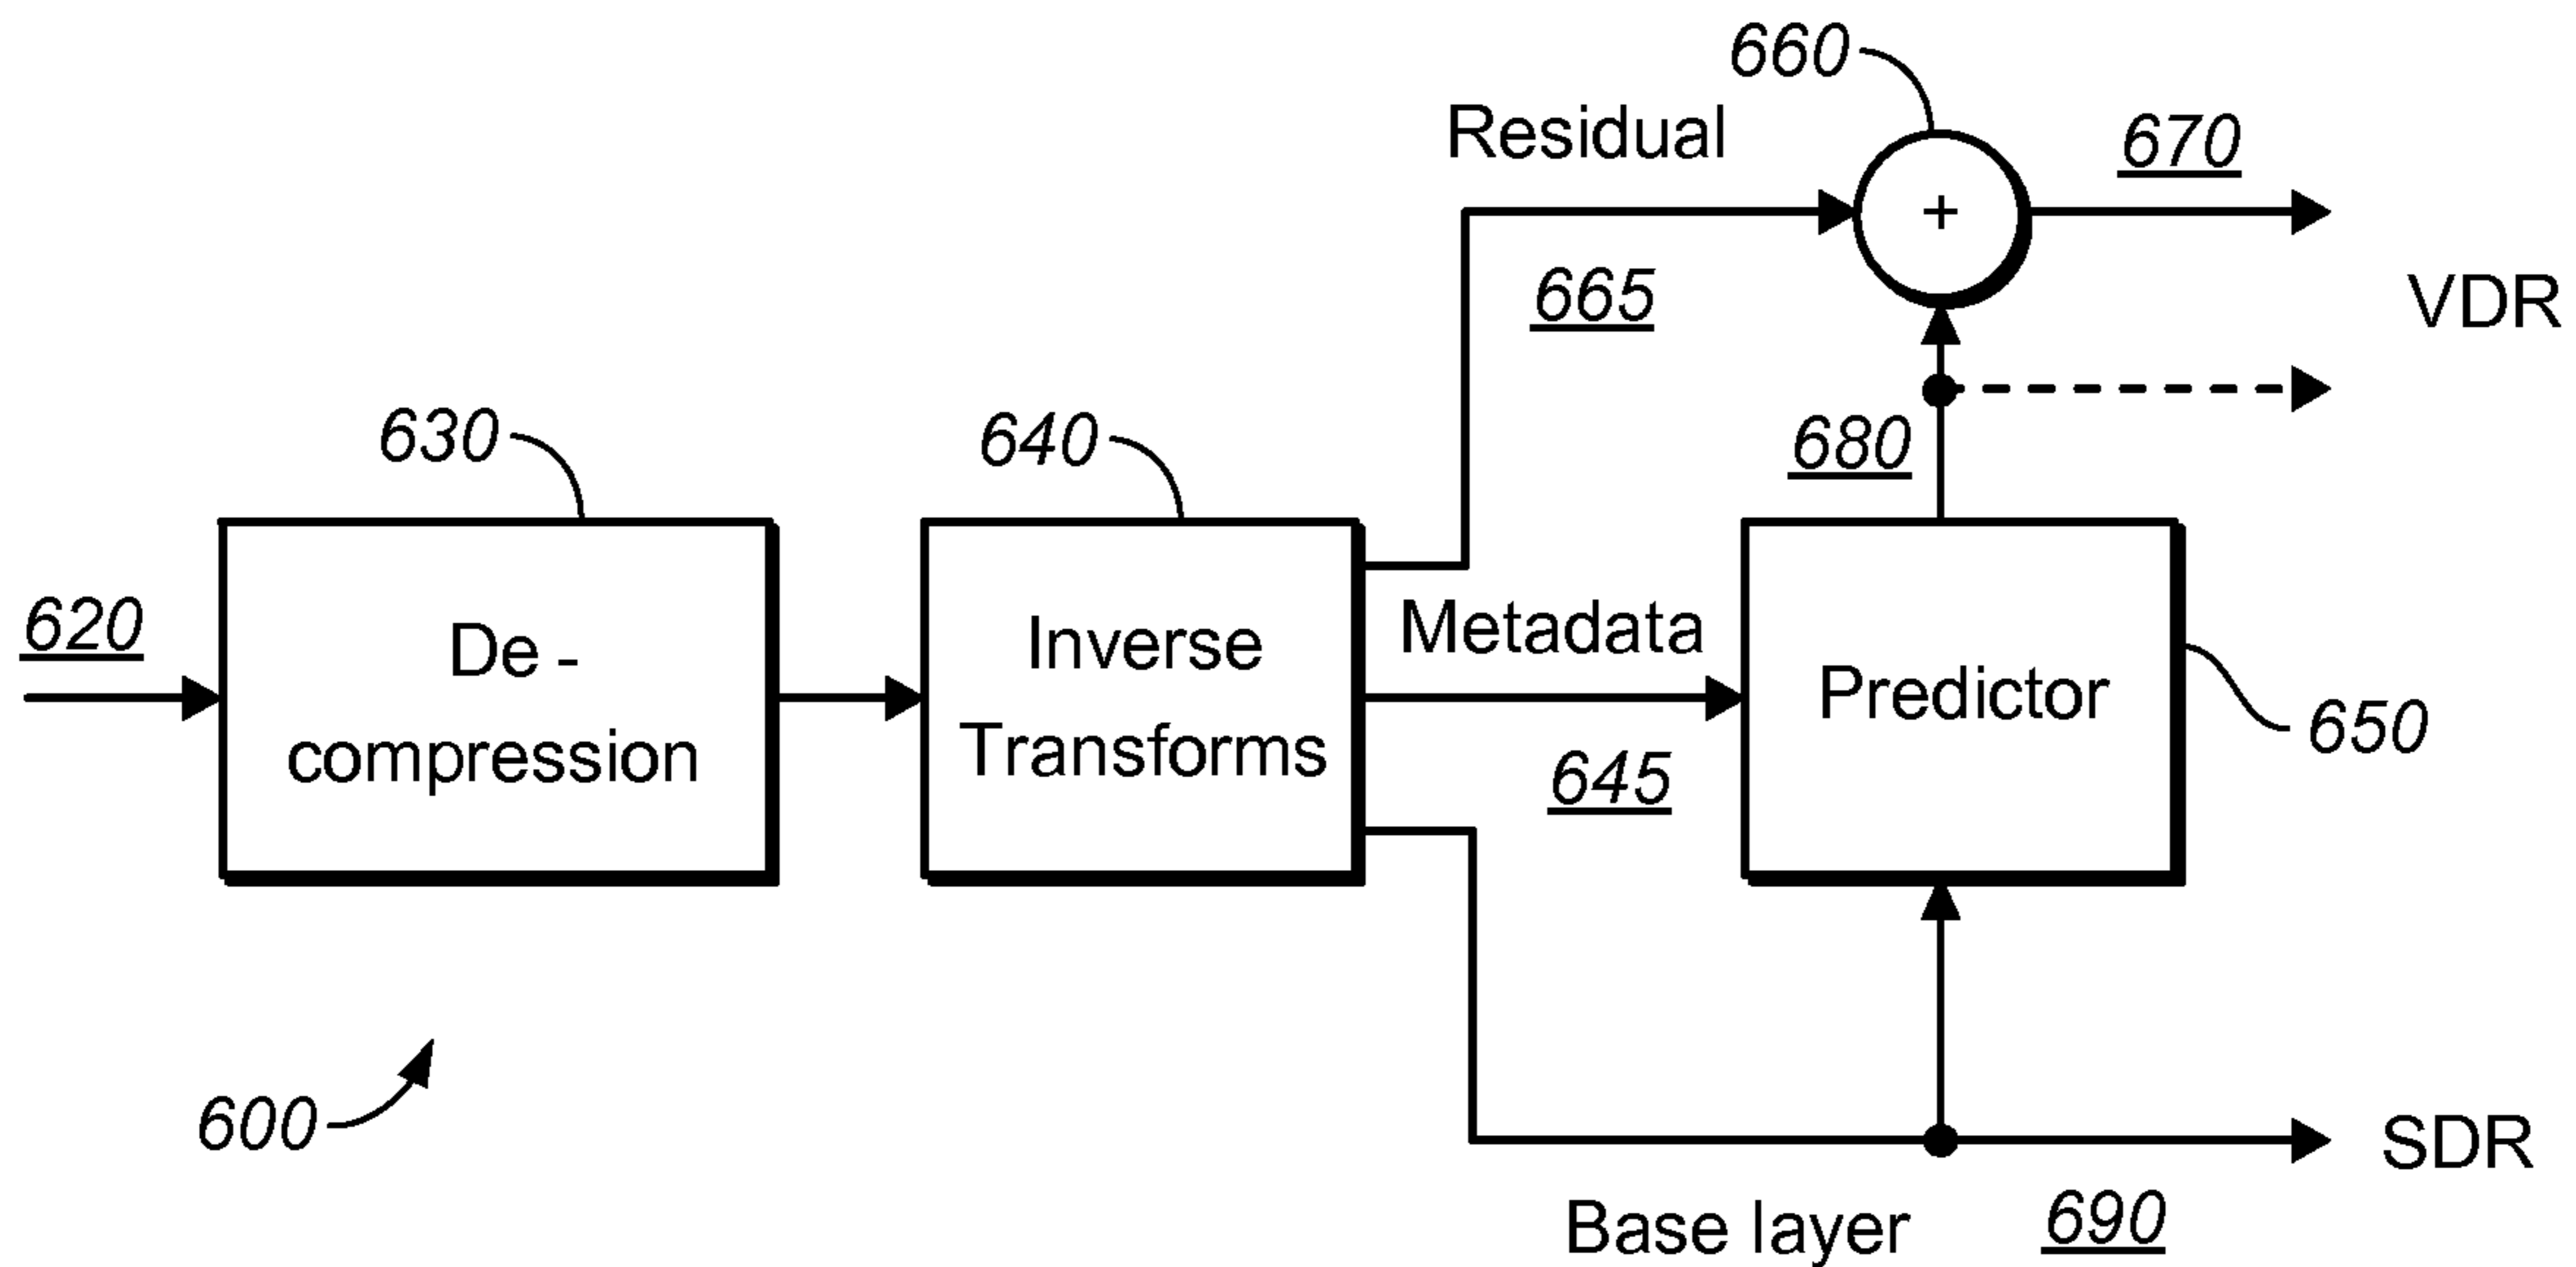 660
Residual
670
+
665
VDR
630
640
680
620
De -
compression
Inverse
Transforms
Metadata
645
Predictor
650
600
SDR
Base layer
690